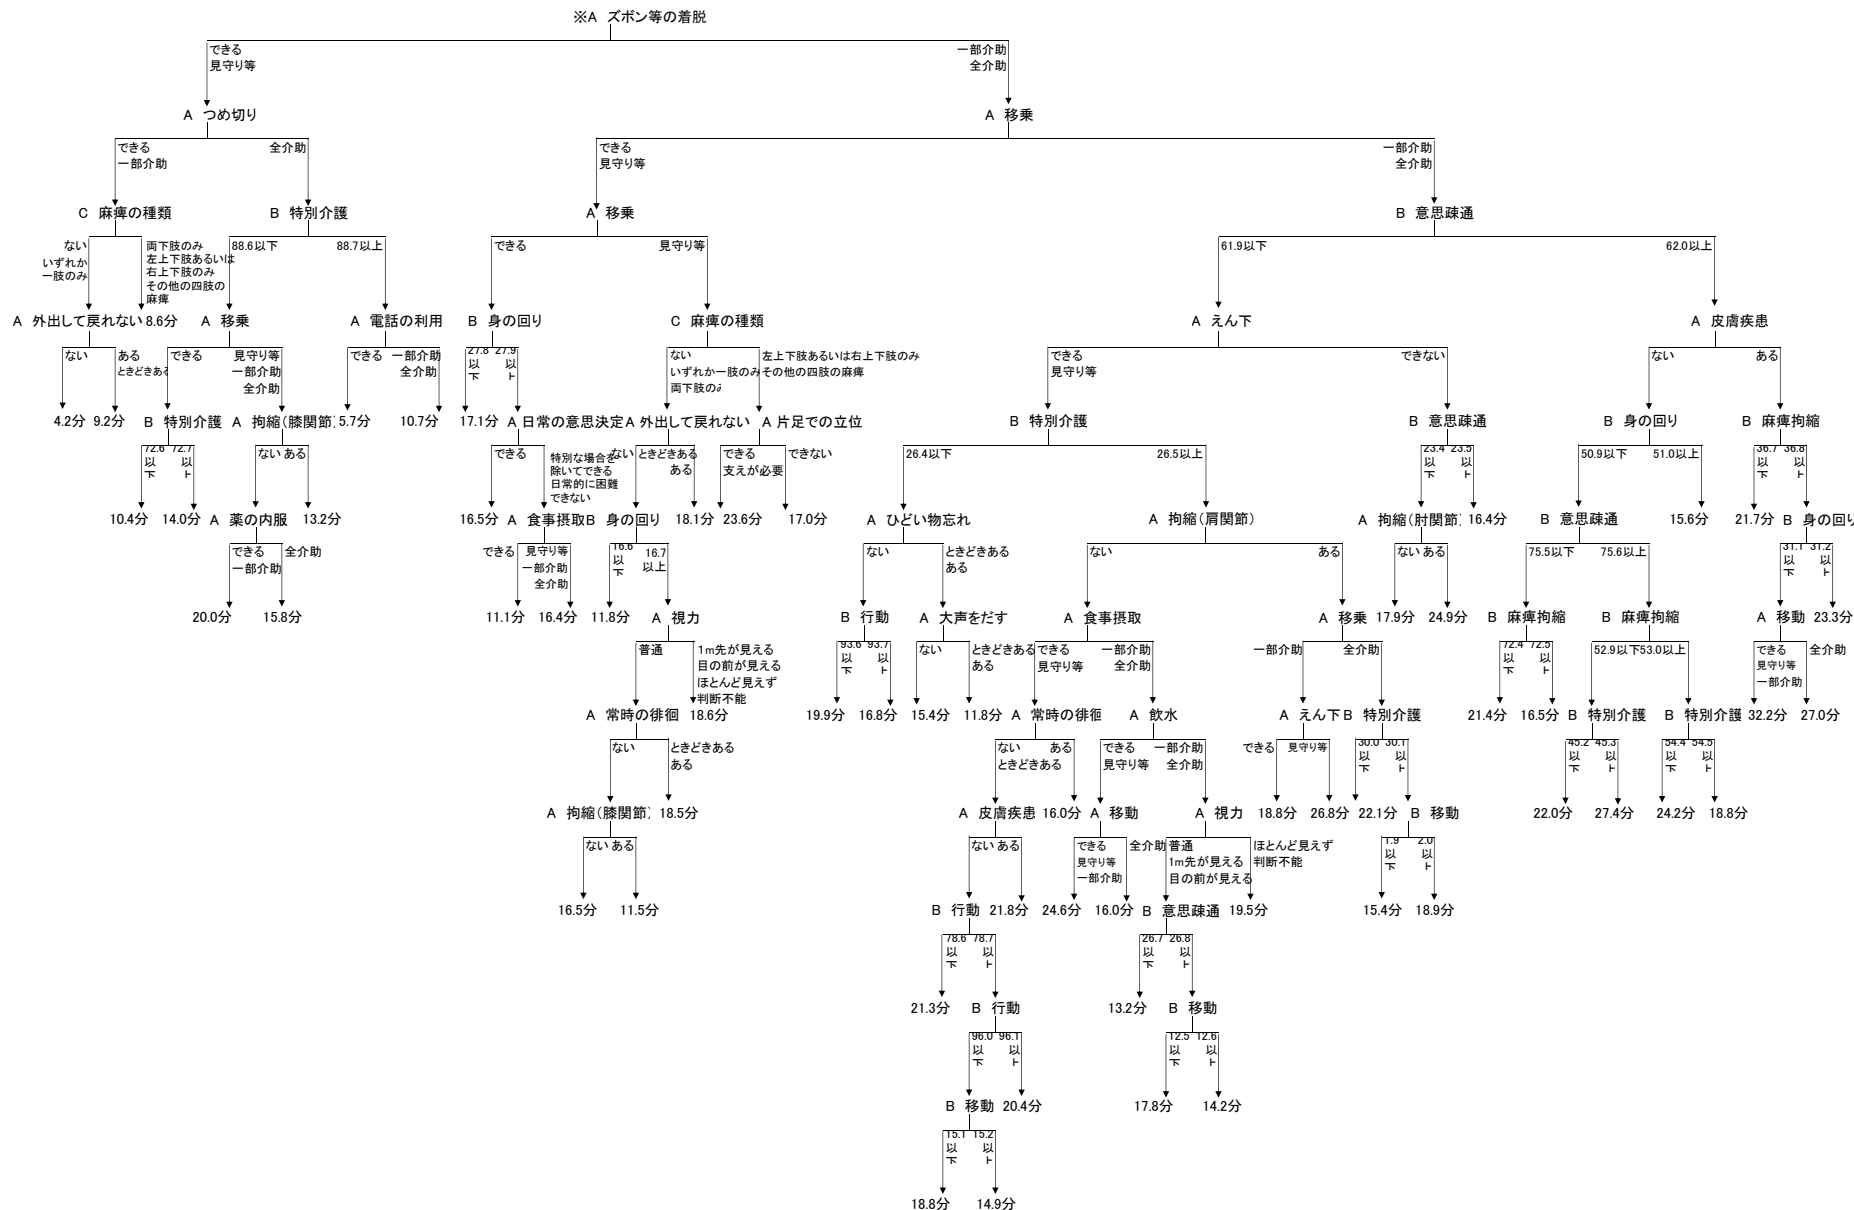 ※A ズボン等の着脱
できる
見守り等
一部介助
全介助
A つめ切り
A 移乗
できる
一部介助
全介助
できる
見守り等
一部介助
全介助
C 麻痺の種類
B 特別介護
A 移乗
B 意思疎通
ない
いずれか
一肢のみ
両下肢のみ
左上下肢あるいは
右上下肢のみ
その他の四肢の
麻痺
88.6以下
88.7以上
できる
見守り等
61.9以下
62.0以上
A 外出して戻れない
8.6分
A 移乗
A 電話の利用
B 身の回り
C 麻痺の種類
A えん下
A 皮膚疾患
ない
ある
ときどきある
できる
見守り等
一部介助
全介助
できる
一部介助
全介助
27.8
以
下
27.9
以
上
ない
いずれか一肢のみ
両下肢のみ
左上下肢あるいは右上下肢のみ
その他の四肢の麻痺
できる
見守り等
できない
ない
ある
4.2分
9.2分
B 特別介護
A 拘縮(膝関節)
5.7分
10.7分
17.1分
A 日常の意思決定
A 外出して戻れない
A 片足での立位
B 特別介護
B 意思疎通
B 身の回り
B 麻痺拘縮
72.6
以
下
72.7
以
上
ない
ある
できる
特別な場合を
除いてできる
日常的に困難
できない
ない
ときどきある
ある
できる
支えが必要
できない
26.4以下
26.5以上
23.4
以
下
23.5
以
上
50.9以下
51.0以上
36.7
以
下
36.8
以
上
10.4分
14.0分
A 薬の内服
13.2分
16.5分
A 食事摂取
B 身の回り
18.1分
23.6分
17.0分
A ひどい物忘れ
A 拘縮(肩関節)
A 拘縮(肘関節)
16.4分
B 意思疎通
15.6分
21.7分
B 身の回り
できる
一部介助
全介助
できる
見守り等
一部介助
全介助
16.6
以
下
16.7
以上
ない
ときどきある
ある
ない
ある
ない
ある
75.5以下
75.6以上
31.1
以
下
31.2
以
上
20.0分
15.8分
11.1分
16.4分
11.8分
A 視力
B 行動
A 大声をだす
A 食事摂取
A 移乗
17.9分
24.9分
B 麻痺拘縮
B 麻痺拘縮
A 移動
23.3分
普通
1m先が見える
目の前が見える
ほとんど見えず
判断不能
93.6
以
下
93.7
以
上
ない
ときどきある
ある
できる
見守り等
一部介助
全介助
一部介助
全介助
72.4
以
下
72.5
以
上
52.9以下
53.0以上
できる
見守り等
一部介助
全介助
A 常時の徘徊
18.6分
19.9分
16.8分
15.4分
11.8分
A 常時の徘徊
A 飲水
A えん下
B 特別介護
21.4分
16.5分
B 特別介護
B 特別介護
32.2分
27.0分
ない
ときどきある
ある
ない
ときどきある
ある
できる
見守り等
一部介助
全介助
できる
見守り等
30.0
以
下
30.1
以
上
45.2
以
下
45.3
以
上
54.4
以
下
54.5
以
上
A 拘縮(膝関節)
18.5分
A 皮膚疾患
16.0分
A 移動
A 視力
18.8分
26.8分
22.1分
B 移動
22.0分
27.4分
24.2分
18.8分
ない
ある
ない
ある
できる
見守り等
一部介助
全介助
普通
1m先が見える
目の前が見える
ほとんど見えず
判断不能
1.9
以
下
2.0
以
上
16.5分
11.5分
B 行動
21.8分
24.6分
16.0分
B 意思疎通
19.5分
15.4分
18.9分
78.6
以
下
78.7
以
上
26.7
以
下
26.8
以
上
21.3分
B 行動
13.2分
B 移動
96.0
以
下
96.1
以
上
12.5
以
下
12.6
以
上
B 移動
20.4分
17.8分
14.2分
15.1
以
下
15.2
以
上
18.8分
14.9分